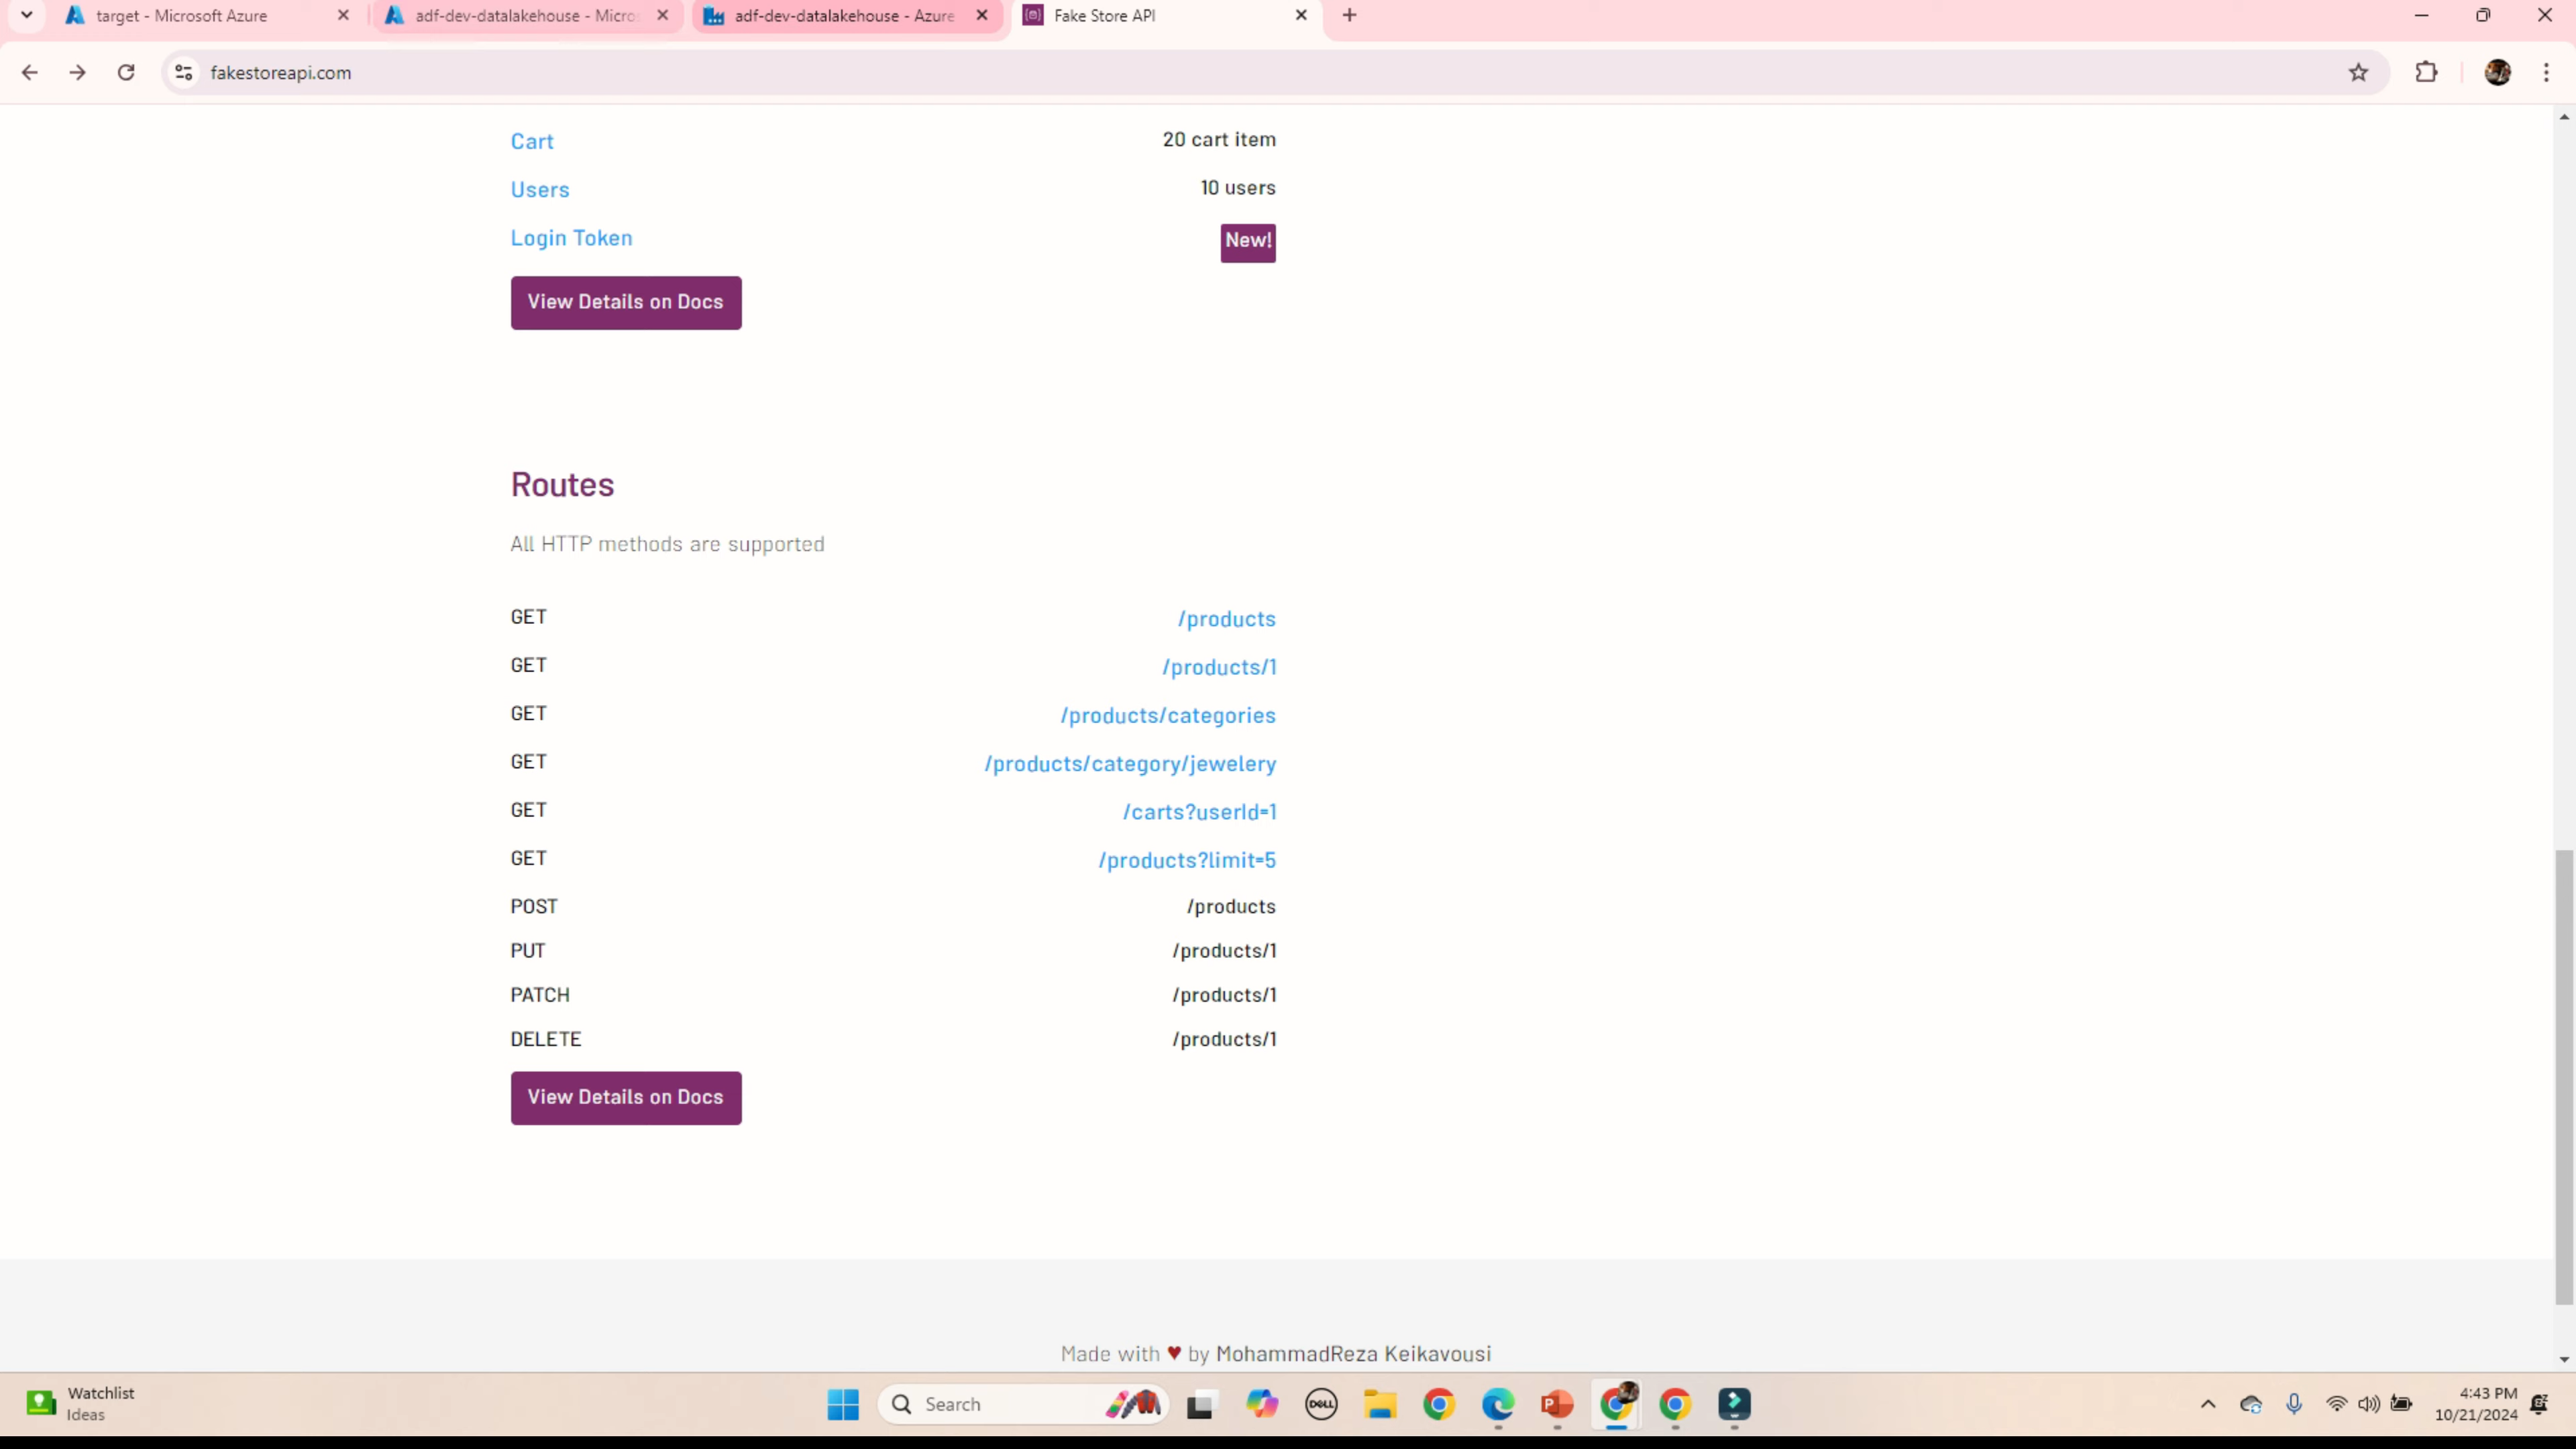 target - Microsoft Azure
adf-dev-datalakehouse - Micro
adf-dev-datalakehouse - Azure
Fake Store API
fakestoreapi.com
Cart 20 cart item
Users 10 users
Login Token New!
View Details on Docs
Routes
All HTTP methods are supported
GET /products
GET /products/1
GET /products/categories
GET /products/category/jewelery
GET /carts?userId=1
GET /products?limit=5
POST /products
PUT /products/1
PATCH /products/1
DELETE /products/1
View Details on Docs
Made with ♥ by MohammadReza Keikavousi
Watchlist
Ideas
Search
DELL
4:43 PM
10/21/2024